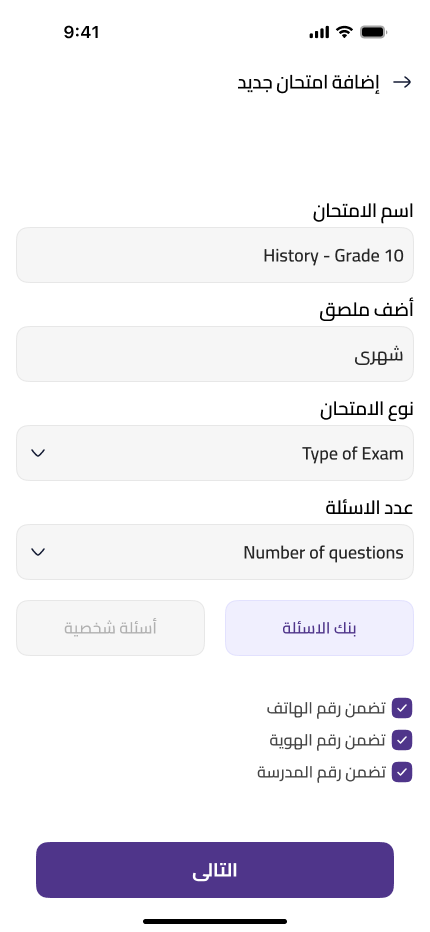 9:41
إضافة امتحان جديد
اسم الامتحان
History - Grade 10
أضف ملصق
شهرى
نوع الامتحان
Type of Exam
عدد الاسئلة
Number of questions
بنك الاسئلة
أسئلة شخصية
تضمن رقم الهاتف
تضمن رقم الهوية
تضمن رقم المدرسة
التالى